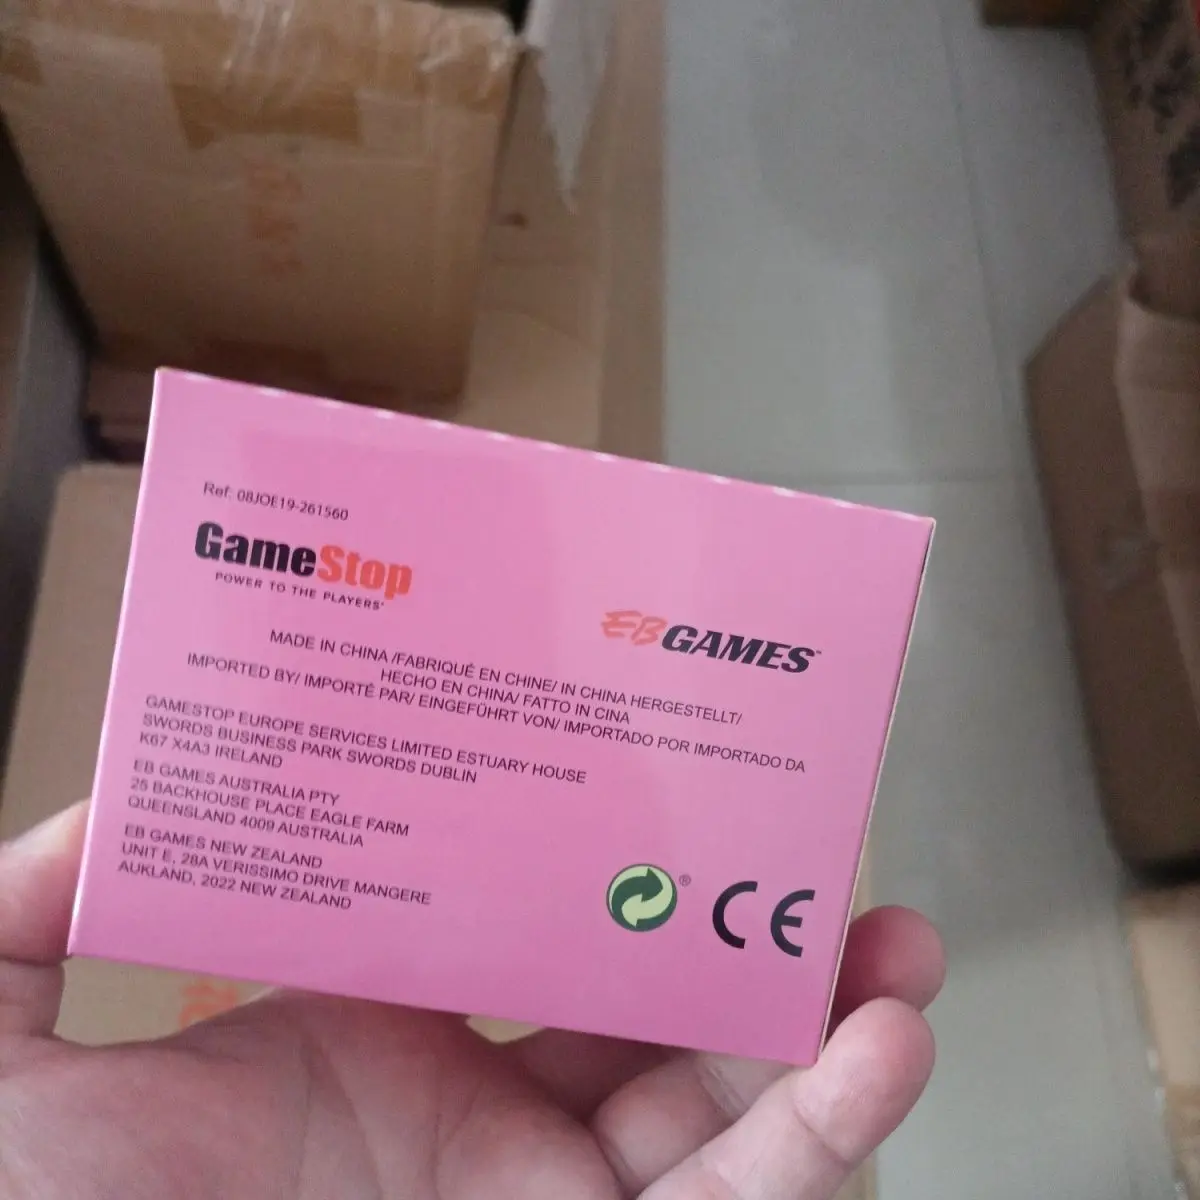 Ref: 08JOE19-261560
GameStop
POWER TO THE PLAYERS®
EBGAMES™
MADE IN CHINA /FABRIQUÉ EN CHINE/ IN CHINA HERGESTELLT/
HECHO EN CHINA/ FATTO IN CINA
IMPORTED BY/ IMPORTÉ PAR/ EINGEFÜHRT VON/ IMPORTADO POR IMPORTADO DA
GAMESTOP EUROPE SERVICES LIMITED ESTUARY HOUSE
SWORDS BUSINESS PARK SWORDS DUBLIN
K67 X4A3 IRELAND
EB GAMES AUSTRALIA PTY
25 BACKHOUSE PLACE EAGLE FARM
QUEENSLAND 4009 AUSTRALIA
EB GAMES NEW ZEALAND
UNIT E, 28A VERISSIMO DRIVE MANGERE
AUKLAND, 2022 NEW ZEALAND
®
CE